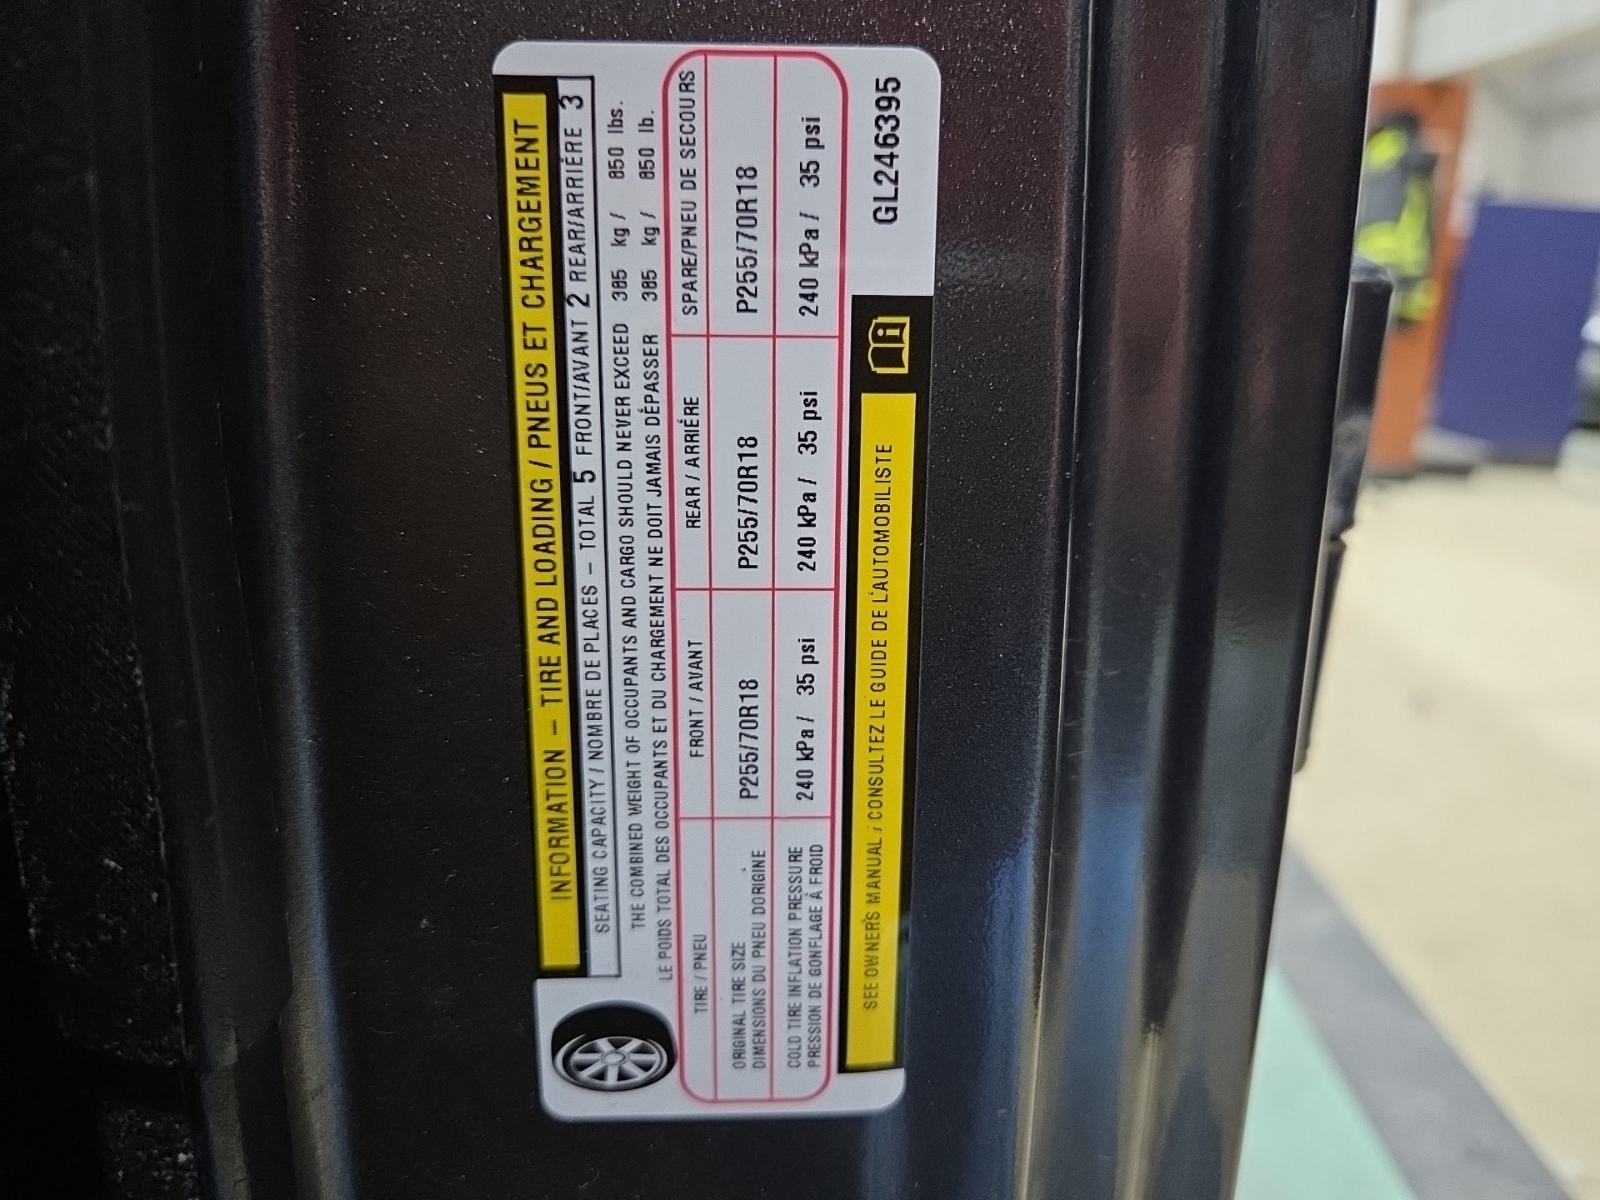 INFORMATION – TIRE AND LOADING / PNEUS ET CHARGEMENT
SEATING CAPACITY / NOMBRE DE PLACES – TOTAL 5 FRONT/AVANT 2 REAR/ARRIÉRE 3
THE COMBINED WEIGHT OF OCCUPANTS AND CARGO SHOULD NEVER EXCEED 385 kg / 850 lbs.
LE POIDS TOTAL DES OCCUPANTS ET DU CHARGEMENT NE DOIT JAMAIS DÉPASSER 385 kg / 850 lb.
TIRE / PNEU FRONT / AVANT REAR / ARRIÉRE SPARE/PNEU DE SECOURS
ORIGINAL TIRE SIZE
DIMENSIONS DU PNEU D'ORIGINE
P255/70R18 P255/70R18 P255/70R18
COLD TIRE INFLATION PRESSURE
PRESSION DE GONFLAGE À FROID
240 kPa / 35 psi 240 kPa / 35 psi 240 kPa / 35 psi
SEE OWNER'S MANUAL / CONSULTEZ LE GUIDE DE L'AUTOMOBILISTE
GL246395